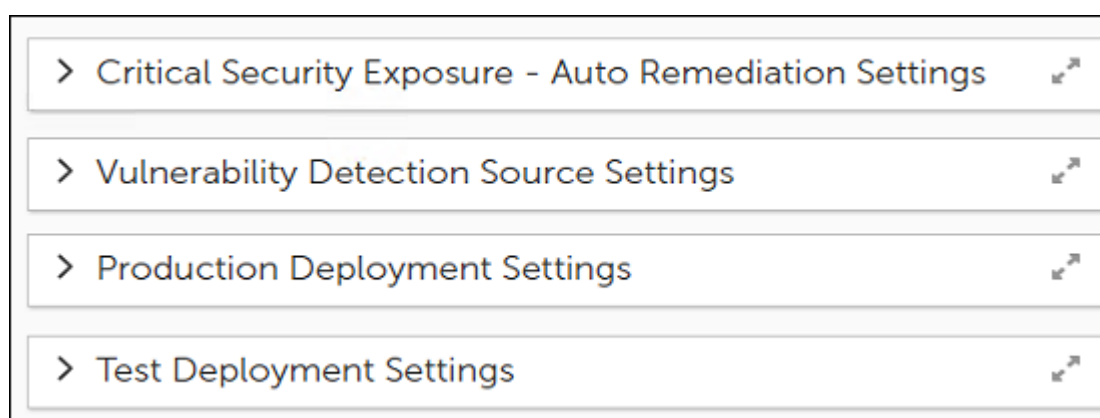 Critical Security Exposure - Auto Remediation Settings
Vulnerability Detection Source Settings
Production Deployment Settings
Test Deployment Settings